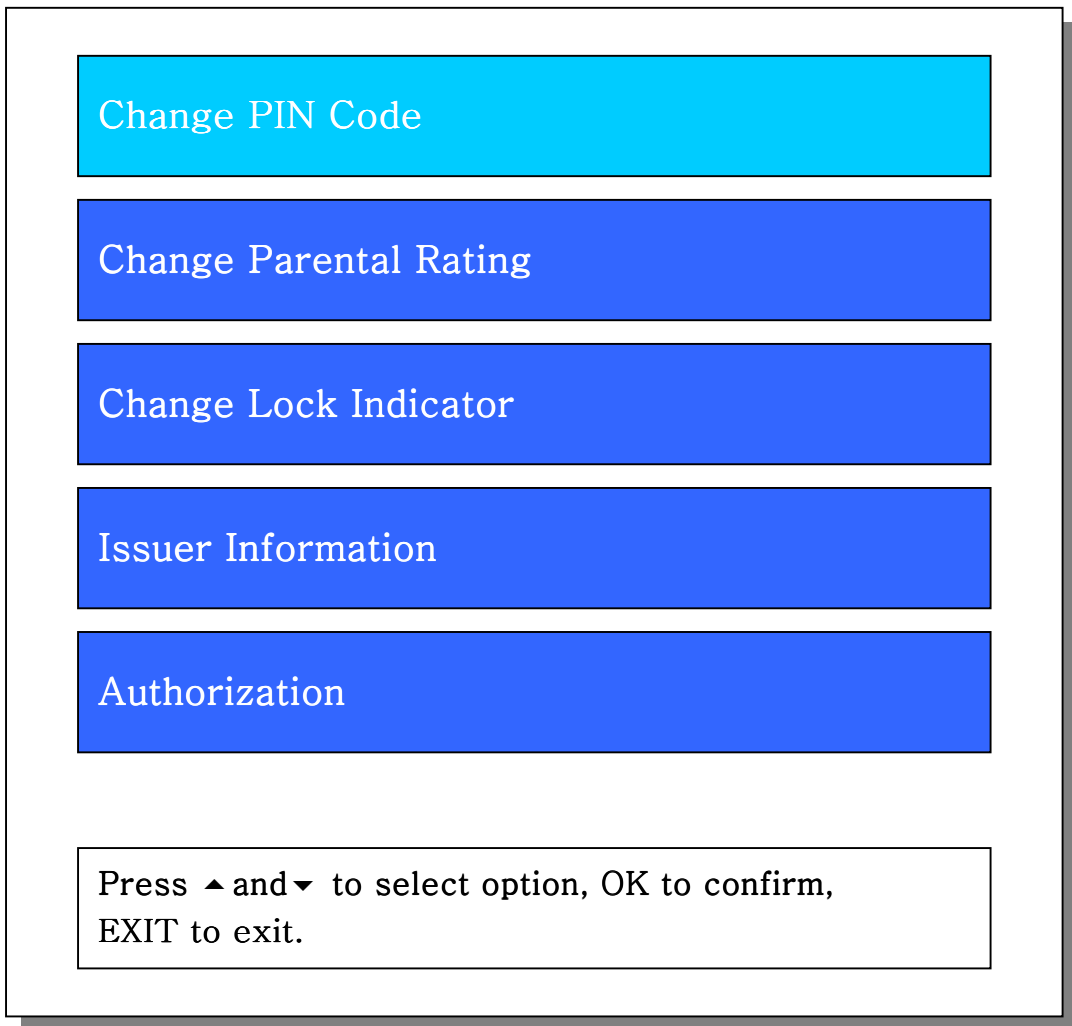 Change PIN Code
Change Parental Rating
Change Lock Indicator
Issuer Information
Authorization
Press ▲and▼ to select option, OK to confirm,
EXIT to exit.